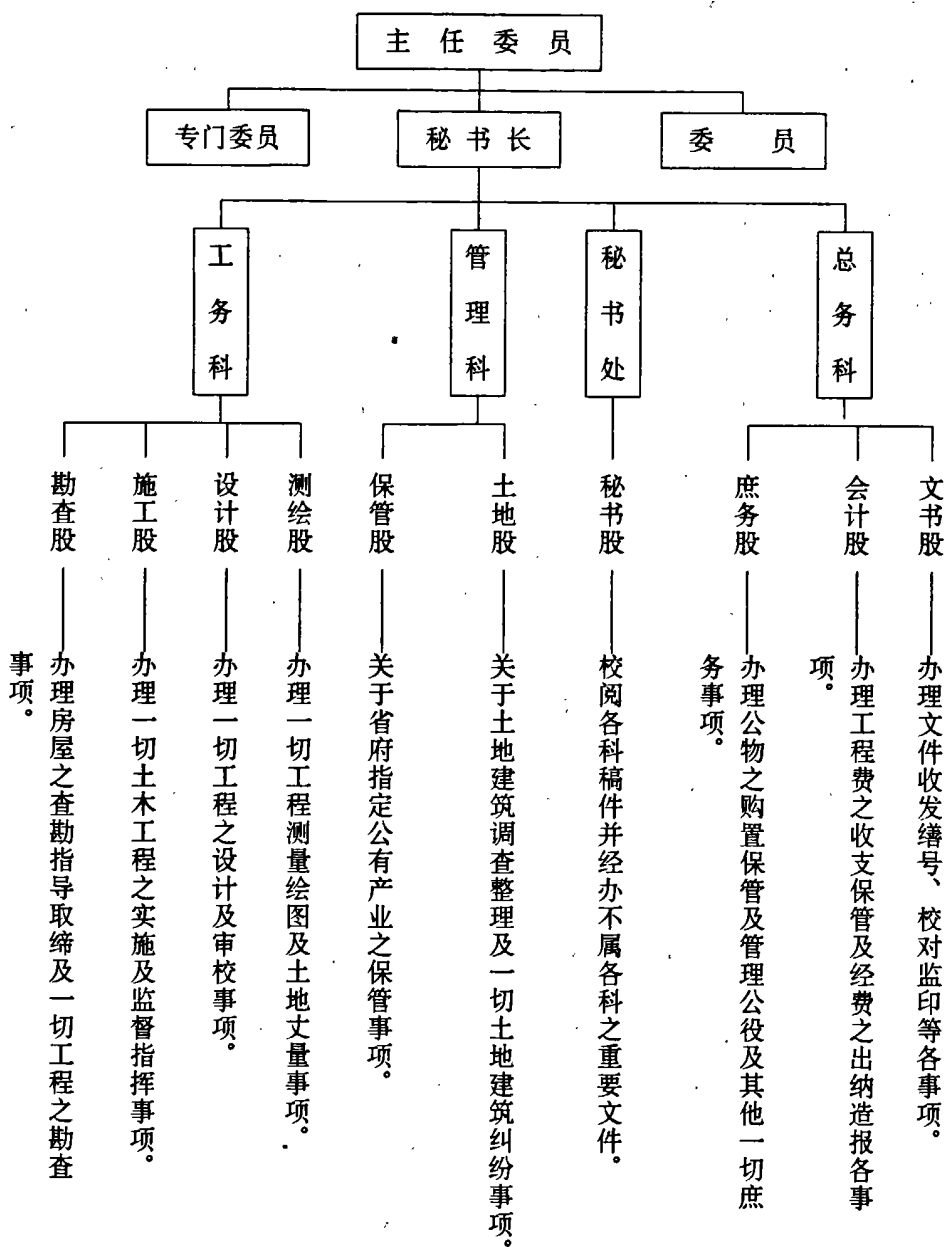 主任委员
专门委员
秘书长
委员
工务科
管理科
秘书处
总务科
文书股
办理文件收发缮号、校对监印等各事项。
会计股
办理工程费之收支保管及经费之出纳造报各事
项。
庶务股
办理公物之购置保管及管理公役及其他一切庶
务事项。
秘书股
校阅各科稿件并经办不属各科之重要文件。
土地股
关于土地建筑调查整理及一切土地建筑纠纷事项。
保管股
关于省府指定公有产业之保管事项。
测绘股
办理一切工程测量绘图及土地丈量事项。
设计股
办理一切工程之设计及审校事项。
施工股
办理一切土木工程之实施及监督指挥事项。
勘查股
办理房屋之查勘指导取缔及一切工程之勘查
事项。